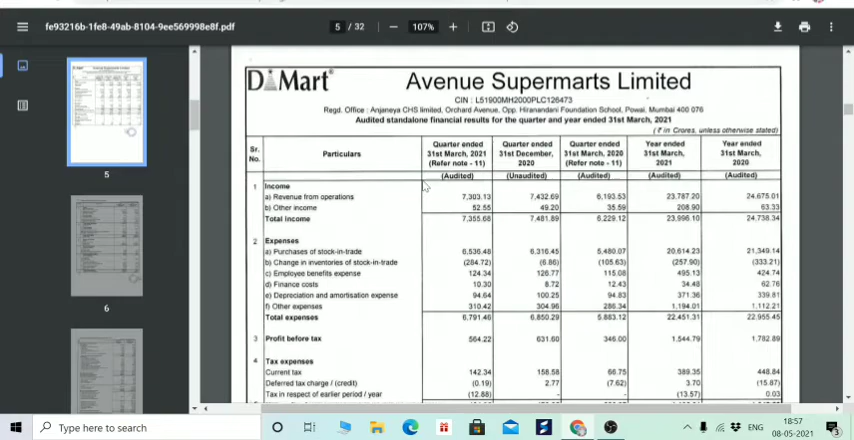 fe93216b-1fe8-49ab-8104-9ee569998e8f.pdf 5 / 32 107%
DMart Avenue Supermarts Limited
CIN : L51900MH2000PLC126473
Regd. Office : Anjaneya CHS limited, Orchard Avenue, Opp. Hiranandani Foundation School, Powai, Mumbai 400 076
Audited standalone financial results for the quarter and year ended 31st March, 2021
( ₹ in Crores, unless otherwise stated)
Sr. No. Particulars Quarter ended 31st March, 2021 (Refer note - 11) Quarter ended 31st December, 2020 Quarter ended 31st March, 2020 (Refer note - 11) Year ended 31st March, 2021 Year ended 31st March, 2020
(Audited) (Unaudited) (Audited) (Audited) (Audited)
1 Income
a) Revenue from operations 7,303.13 7,432.69 6,193.53 23,787.20 24,675.01
b) Other income 52.55 49.20 35.59 208.90 63.33
Total Income 7,355.68 7,481.89 6,229.12 23,996.10 24,738.34
2 Expenses
a) Purchases of stock-in-trade 6,536.48 6,316.45 5,480.07 20,614.23 21,349.14
b) Change in inventories of stock-in-trade (284.72) (6.86) (105.63) (257.90) (333.21)
c) Employee benefits expense 124.34 126.77 115.08 495.13 424.74
d) Finance costs 10.30 8.72 12.43 34.48 62.76
e) Depreciation and amortisation expense 94.64 100.25 94.83 371.36 339.81
f) Other expenses 310.42 304.96 286.34 1,194.01 1,112.21
Total expenses 6,791.46 6,850.29 5,883.12 22,451.31 22,955.45
3 Profit before tax 564.22 631.60 346.00 1,544.79 1,782.89
4 Tax expenses
Current tax 142.34 158.58 66.75 389.35 448.84
Deferred tax charge / (credit) (0.19) 2.77 (7.62) 3.70 (15.87)
Tax in respect of earlier period / year (12.88) - - (13.57) 0.03
5
6
Type here to search
ENG
18:57
08-05-2021
3